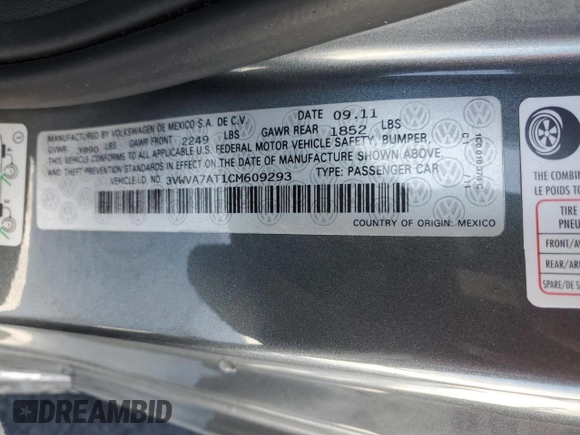 MANUFACTURED BY VOLKSWAGEN DE MEXICO S.A. DE C.V. DATE 09.11
GVWR 3990 LBS GAWR FRONT 2249 LBS GAWR REAR 1852 LBS
THIS VEHICLE CONFORMS TO ALL APPLICABLE U.S. FEDERAL MOTOR VEHICLE SAFETY, BUMPER,
AND THEFT PREVENTION STANDARDS IN EFFECT ON THE DATE OF MANUFACTURE SHOWN ABOVE.
VEHICLE I.D. NO. 3VWVA7AT1CM609293 TYPE: PASSENGER CAR
COUNTRY OF ORIGIN: MEXICO
THE COMBIN
LE POIDS TO
TIRE
PNEU
FRONT/AV
REAR/AR
SPARE/DE S
DREAMBID